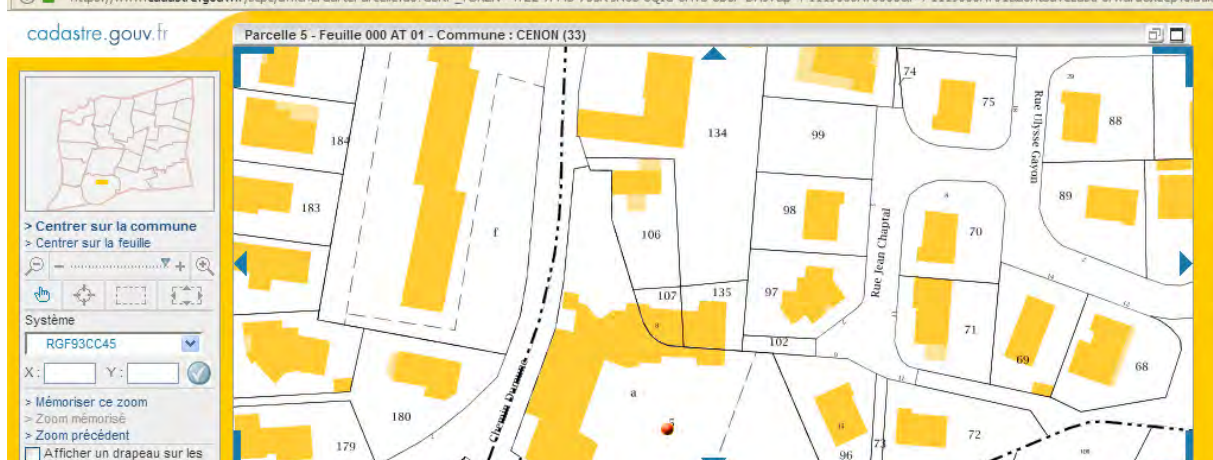 cadastre.gouv.fr
Parcelle 5 - Feuille 000 AT 01 - Commune : CENON (33)
> Centrer sur la commune
> Centrer sur la feuille
Système
RGF93CC45
X :
Y :
> Mémoriser ce zoom
> Zoom mémorisé
> Zoom précédent
Afficher un drapeau sur les
74
75
88
Rue Ulysse Gayon
134
99
184
183
89
98
70
106
f
Rue Jean Chaptal
107
135
97
71
102
69
68
Chemin
a
180
179
72
73
96